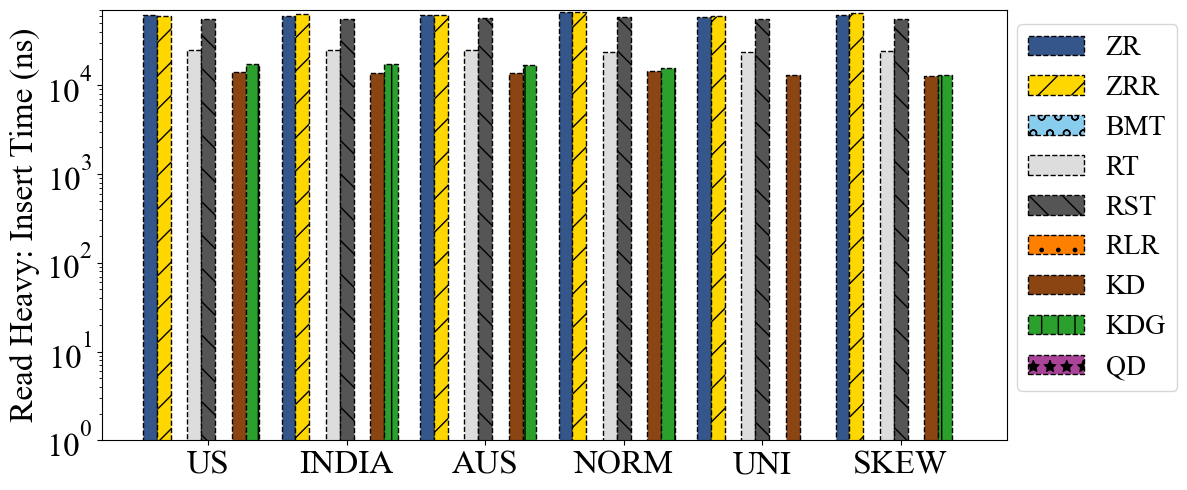 Read Heavy: Insert Time (ns)
10^4
10^3
10^2
10^1
10^0
US INDIA AUS NORM UNI SKEW
ZR
ZRR
BMT
RT
RST
RLR
KD
KDG
QD